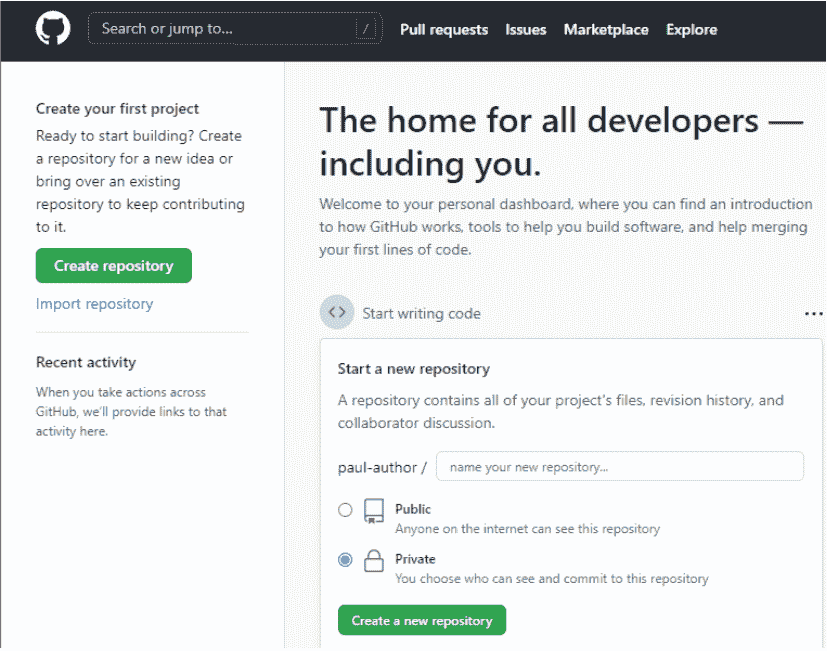 Search or jump to...
/
Pull requests
Issues
Marketplace
Explore
Create your first project
Ready to start building? Create
a repository for a new idea or
bring over an existing
repository to keep contributing
to it.
Create repository
Import repository
Recent activity
When you take actions across
GitHub, we'll provide links to that
activity here.
The home for all developers —
including you.
Welcome to your personal dashboard, where you can find an introduction
to how GitHub works, tools to help you build software, and help merging
your first lines of code.
<> Start writing code
...
Start a new repository
A repository contains all of your project's files, revision history, and
collaborator discussion.
paul-author / name your new repository...
Public
Anyone on the internet can see this repository
Private
You choose who can see and commit to this repository
Create a new repository